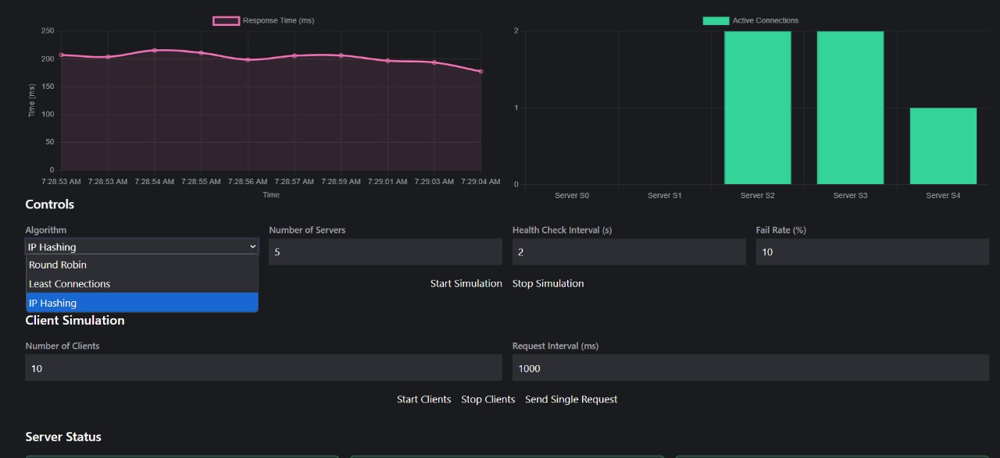 Response Time (ms)
250
200
150
100
50
0
Time (ms)
7:28:53 AM 7:28:53 AM 7:28:54 AM 7:28:55 AM 7:28:56 AM 7:28:57 AM 7:28:59 AM 7:29:01 AM 7:29:03 AM 7:29:04 AM
Time
Active Connections
2
1
0
Server S0 Server S1 Server S2 Server S3 Server S4
Controls
Algorithm Number of Servers Health Check Interval (s) Fail Rate (%)
IP Hashing 5 2 10
Round Robin
Least Connections
IP Hashing
Start Simulation Stop Simulation
Client Simulation
Number of Clients Request Interval (ms)
10 1000
Start Clients Stop Clients Send Single Request
Server Status